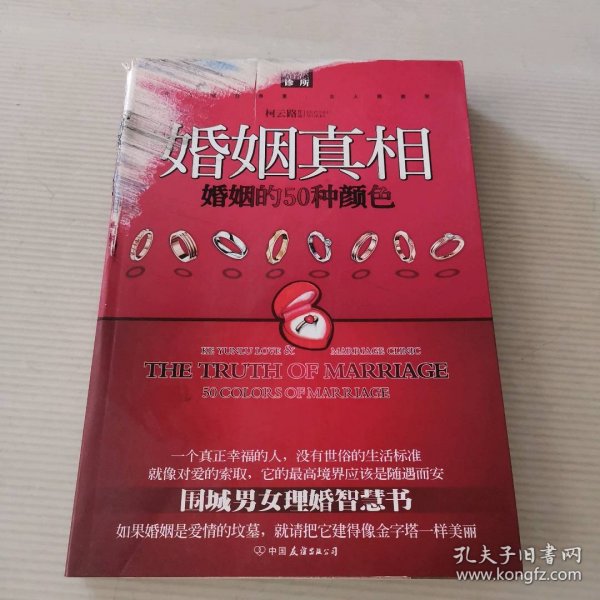 诊所
柯云路
婚姻真相
婚姻的50种颜色
KE YUNLU LOVE & MARRIAGE CLINIC
THE TRUTH OF MARRIAGE
50 COLORS OF MARRIAGE
一个真正幸福的人，没有世俗的生活标准
就像对爱的索取，它的最高境界应该是随遇而安
围城男女理婚智慧书
如果婚姻是爱情的坟墓，就请把它建得像金字塔一样美丽
中国友谊出版公司
孔夫子旧书网
www.kongfz.com